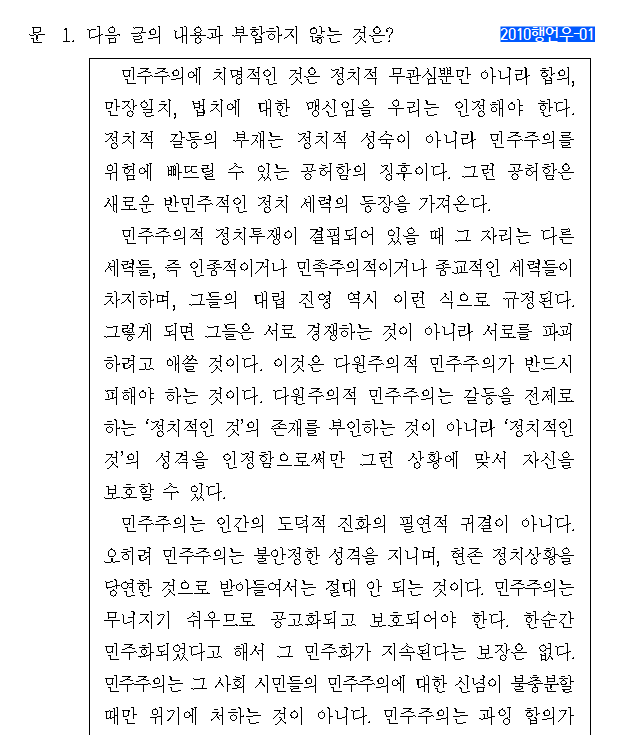 문 1. 다음 글의 내용과 부합하지 않는 것은?
2010행언우-01
민주주의에 치명적인 것은 정치적 무관심뿐만 아니라 합의,
만장일치, 법치에 대한 맹신임을 우리는 인정해야 한다.
정치적 갈등의 부재는 정치적 성숙이 아니라 민주주의를
위험에 빠뜨릴 수 있는 공허함의 징후이다. 그런 공허함은
새로운 반민주적인 정치 세력의 등장을 가져온다.
민주주의적 정치투쟁이 결핍되어 있을 때 그 자리는 다른
세력들, 즉 인종적이거나 민족주의적이거나 종교적인 세력들이
차지하며, 그들의 대립 진영 역시 이런 식으로 규정된다.
그렇게 되면 그들은 서로 경쟁하는 것이 아니라 서로를 파괴
하려고 애쓸 것이다. 이것은 다원주의적 민주주의가 반드시
피해야 하는 것이다. 다원주의적 민주주의는 갈등을 전제로
하는 ‘정치적인 것’의 존재를 부인하는 것이 아니라 ‘정치적인
것’의 성격을 인정함으로써만 그런 상황에 맞서 자신을
보호할 수 있다.
민주주의는 인간의 도덕적 진화의 필연적 귀결이 아니다.
오히려 민주주의는 불안정한 성격을 지니며, 현존 정치상황을
당연한 것으로 받아들여서는 절대 안 되는 것이다. 민주주의는
무너지기 쉬우므로 공고화되고 보호되어야 한다. 한순간
민주화되었다고 해서 그 민주화가 지속된다는 보장은 없다.
민주주의는 그 사회 시민들의 민주주의에 대한 신념이 불충분할
때만 위기에 처하는 것이 아니다. 민주주의는 과잉 합의가